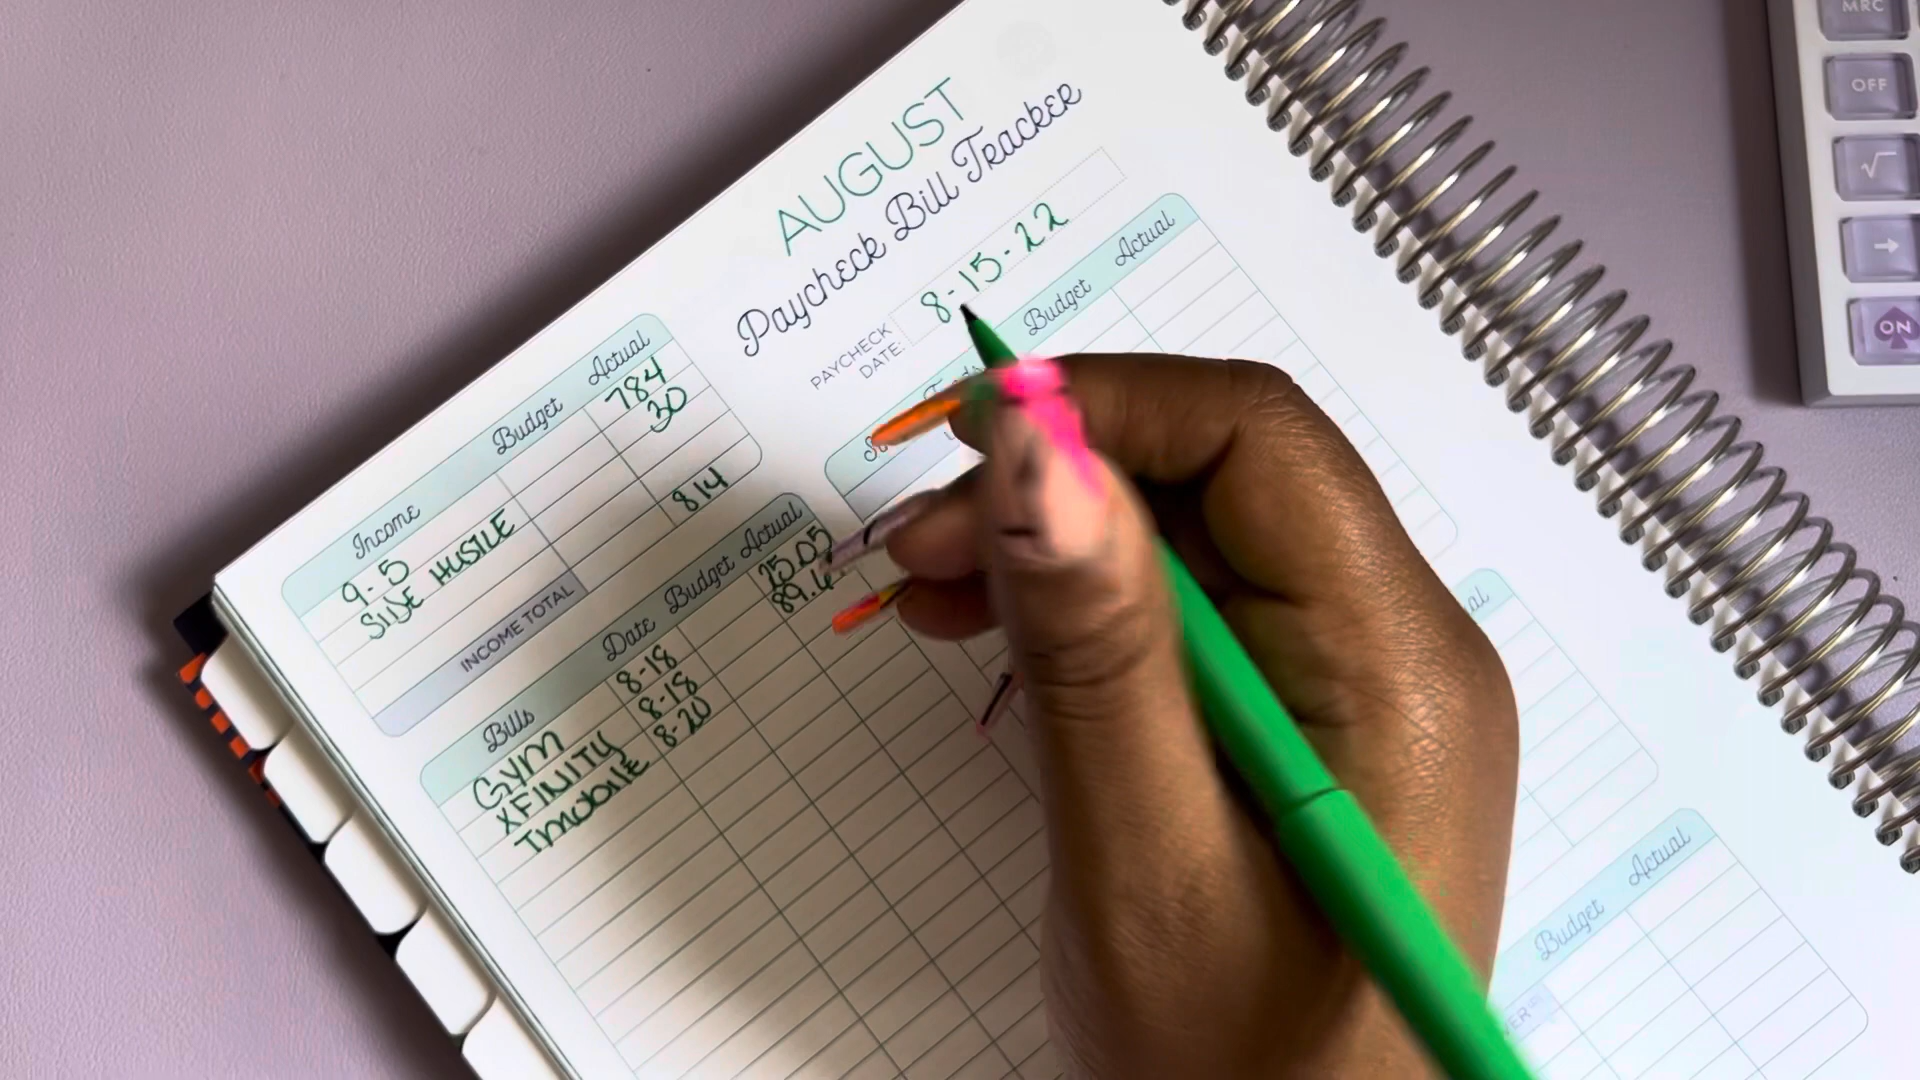 AUGUST
Paycheck Bill Tracker
PAYCHECK DATE: 8-15-22
Income Budget Actual
9-5 784
SIDE HUSTLE 30
INCOME TOTAL 814
Bills Date Budget Actual
GYM 8-18 25.05
XFINITY 8-18
TMOBILE 8-20
Budget Actual
Budget Actual
MRC
OFF
√
→
ON